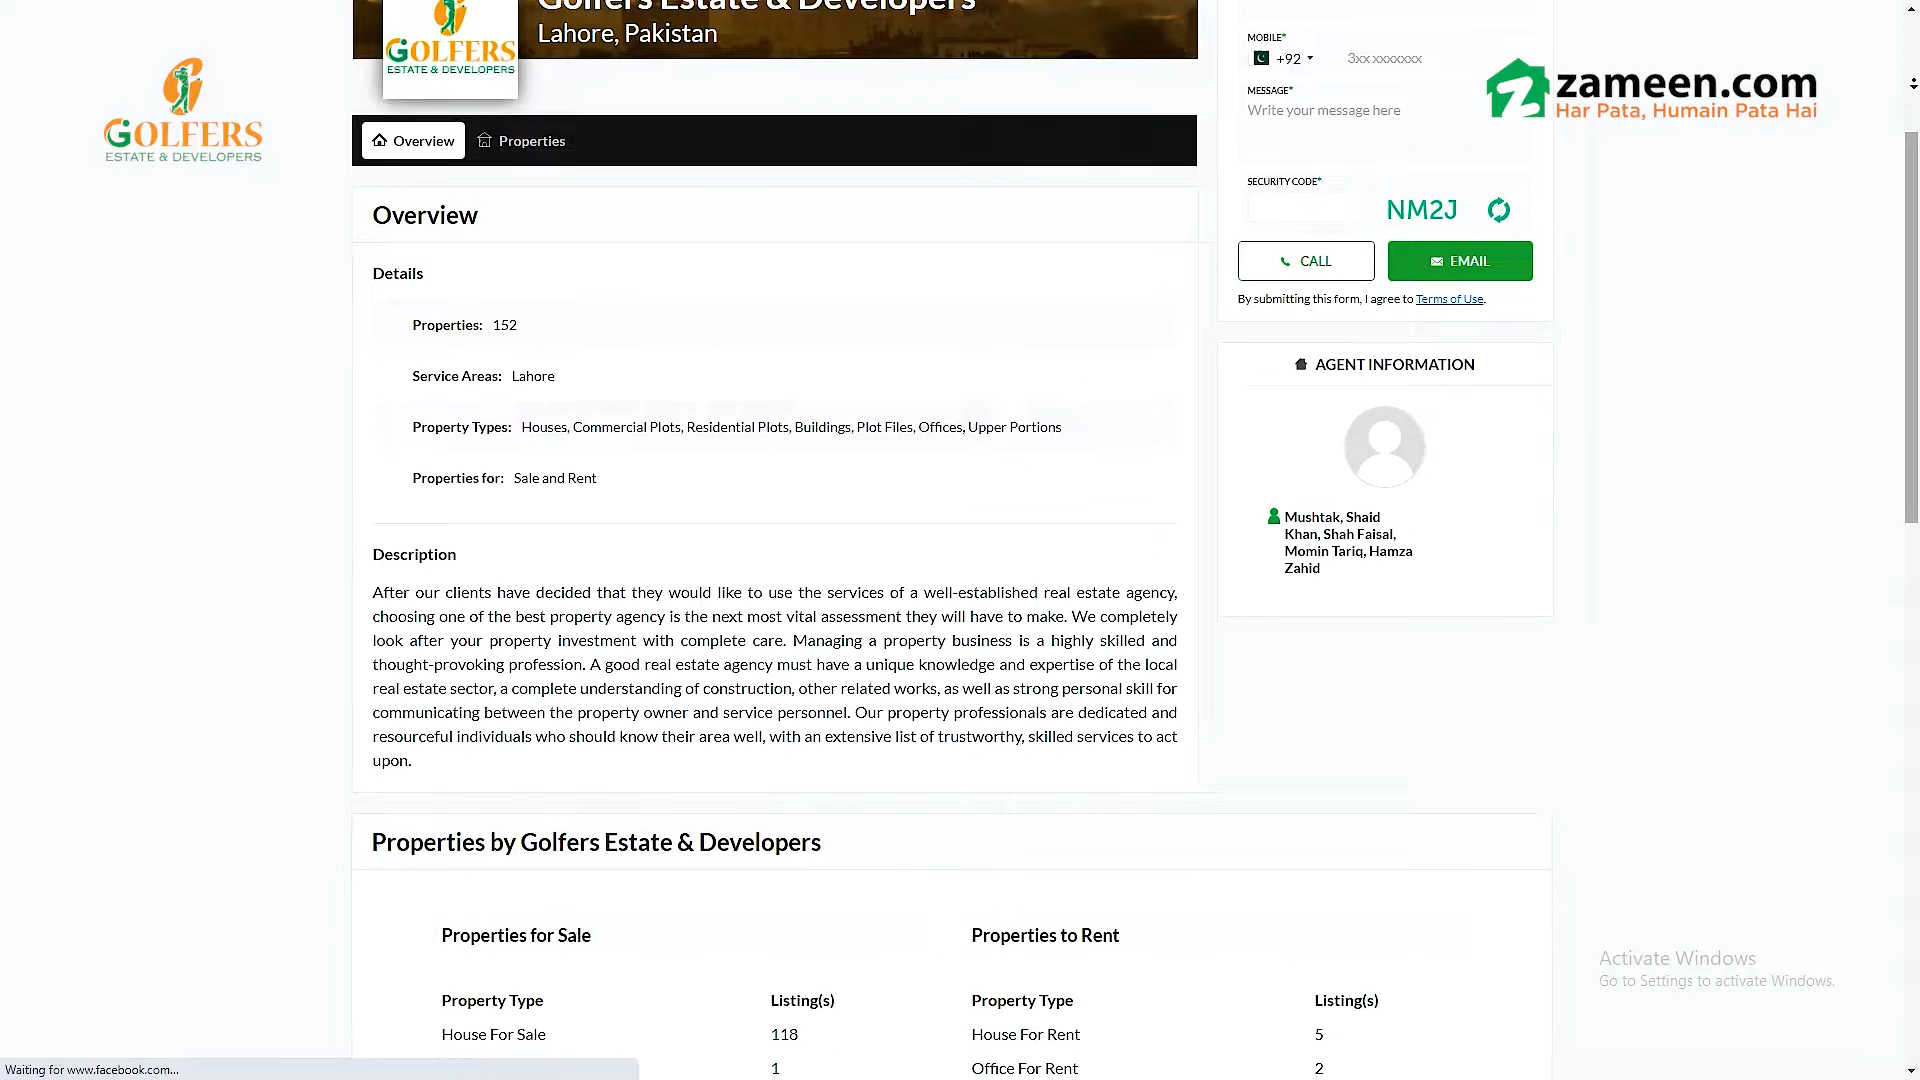 Golfers Estate & Developers
Lahore, Pakistan
GOLFERS
ESTATE & DEVELOPERS
GOLFERS
ESTATE & DEVELOPERS
Overview
Properties
MOBILE*
+92
3xx xxxxxxx
MESSAGE*
Write your message here
zameen.com
Har Pata, Humain Pata Hai
SECURITY CODE*
NM2J
CALL
EMAIL
By submitting this form, I agree to Terms of Use.
Overview
Details
Properties: 152
Service Areas: Lahore
Property Types: Houses, Commercial Plots, Residential Plots, Buildings, Plot Files, Offices, Upper Portions
Properties for: Sale and Rent
AGENT INFORMATION
Mushtak, Shaid
Khan, Shah Faisal,
Momin Tariq, Hamza
Zahid
Description
After our clients have decided that they would like to use the services of a well-established real estate agency,
choosing one of the best property agency is the next most vital assessment they will have to make. We completely
look after your property investment with complete care. Managing a property business is a highly skilled and
thought-provoking profession. A good real estate agency must have a unique knowledge and expertise of the local
real estate sector, a complete understanding of construction, other related works, as well as strong personal skill for
communicating between the property owner and service personnel. Our property professionals are dedicated and
resourceful individuals who should know their area well, with an extensive list of trustworthy, skilled services to act
upon.
Properties by Golfers Estate & Developers
Properties for Sale
Properties to Rent
Property Type Listing(s)
Property Type Listing(s)
House For Sale 118
House For Rent 5
1
Office For Rent 2
Activate Windows
Go to Settings to activate Windows.
Waiting for www.facebook.com...